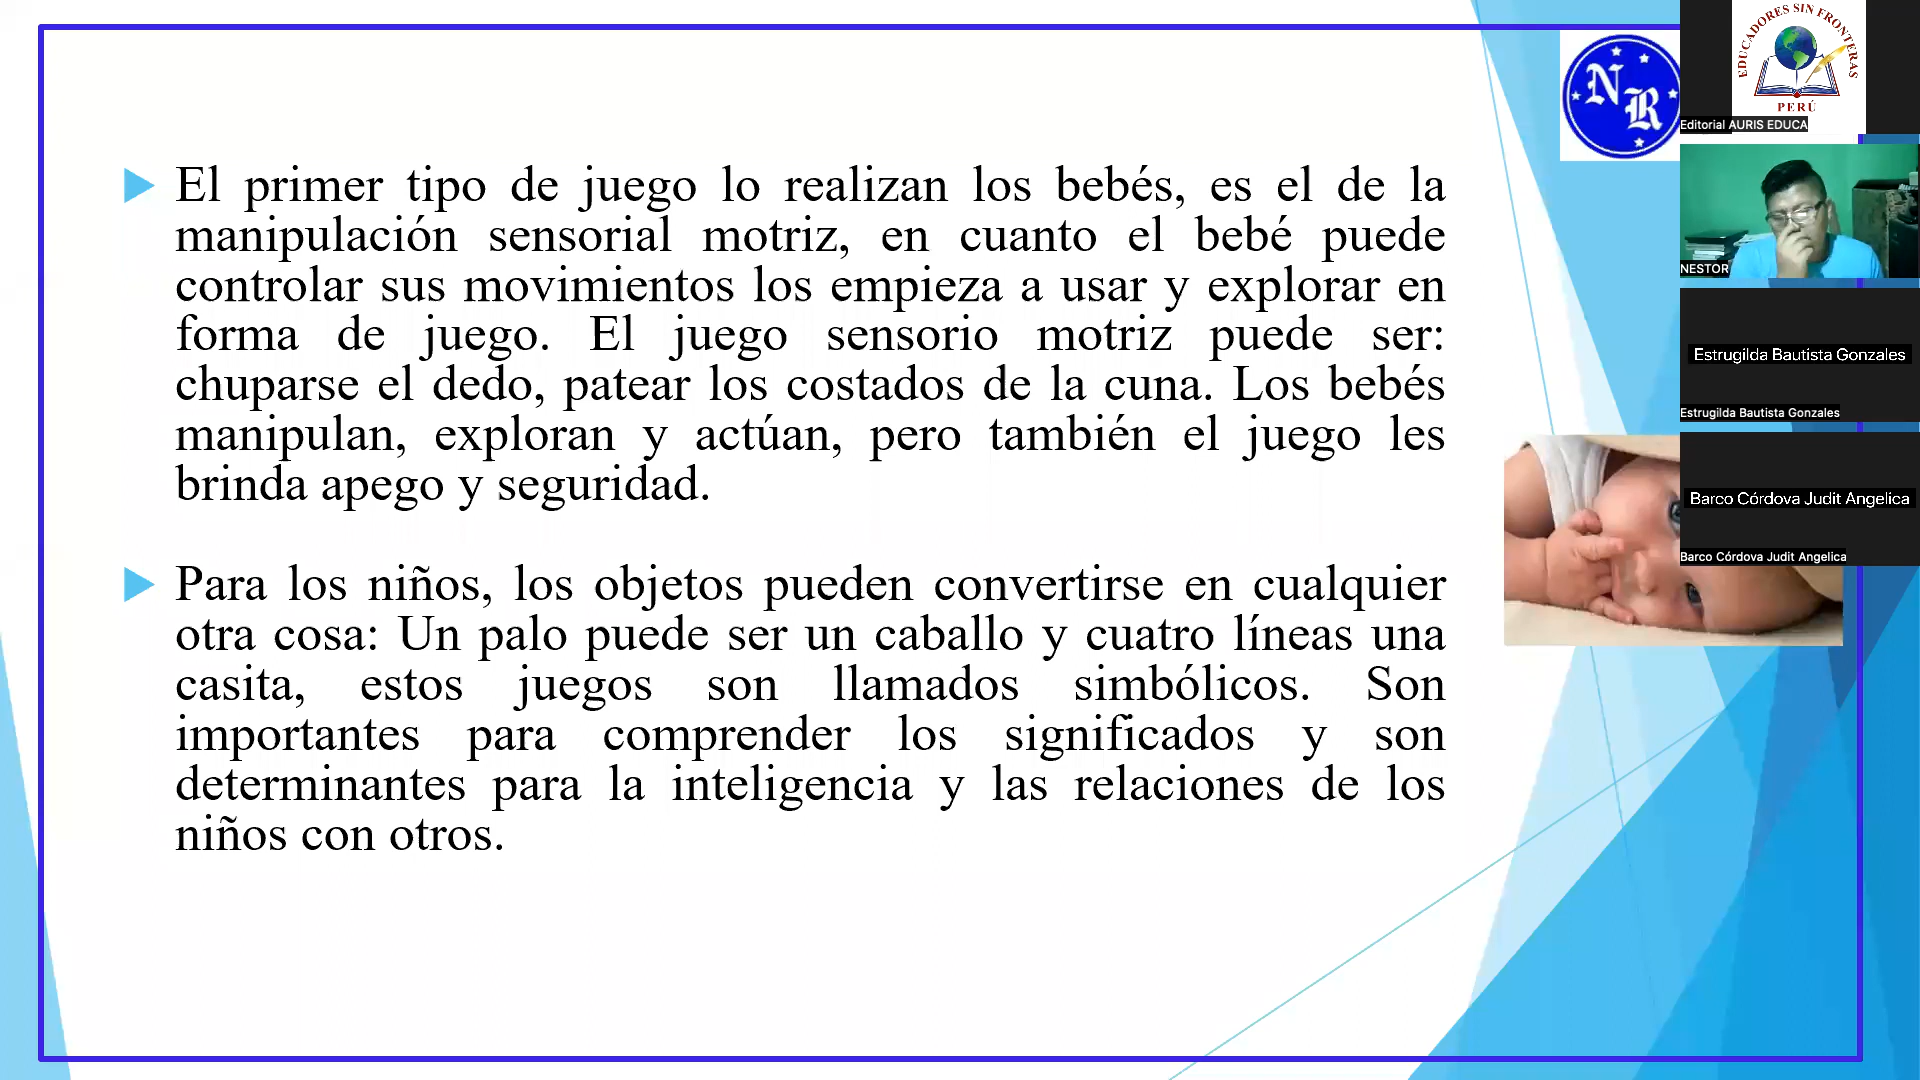 El primer tipo de juego lo realizan los bebés, es el de la
manipulación sensorial motriz, en cuanto el bebé puede
controlar sus movimientos los empieza a usar y explorar en
forma de juego. El juego sensorio motriz puede ser:
chuparse el dedo, patear los costados de la cuna. Los bebés
manipulan, exploran y actúan, pero también el juego les
brinda apego y seguridad.
Para los niños, los objetos pueden convertirse en cualquier
otra cosa: Un palo puede ser un caballo y cuatro líneas una
casita, estos juegos son llamados simbólicos. Son
importantes para comprender los significados y son
determinantes para la inteligencia y las relaciones de los
niños con otros.
NR
EDUCADORES SIN FRONTERAS
PERÚ
Editorial AURIS EDUCA
NESTOR
Estrugilda Bautista Gonzales
Estrugilda Bautista Gonzales
Barco Córdova Judit Angelica
Barco Córdova Judit Angelica